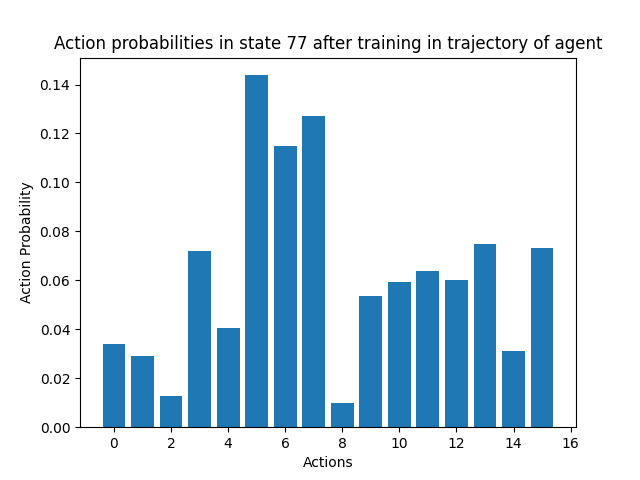 Action probabilities in state 77 after training in trajectory of agent
0.14
0.12
0.10
0.08
0.06
0.04
0.02
0.00
Action Probability
0 2 4 6 8 10 12 14 16
Actions